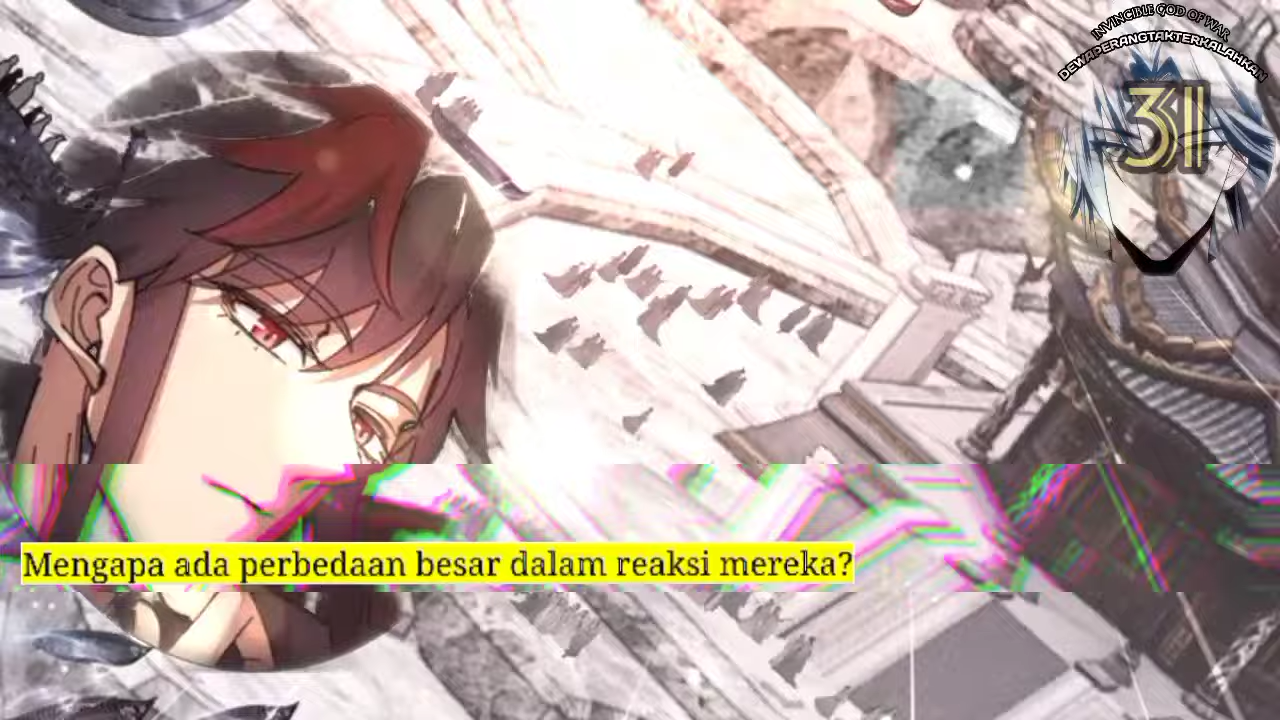 INVINCIBLE GOD OF WAR
DEWAPERANGTAKTERKALAHKAN
31
Mengapa ada perbedaan besar dalam reaksi mereka?